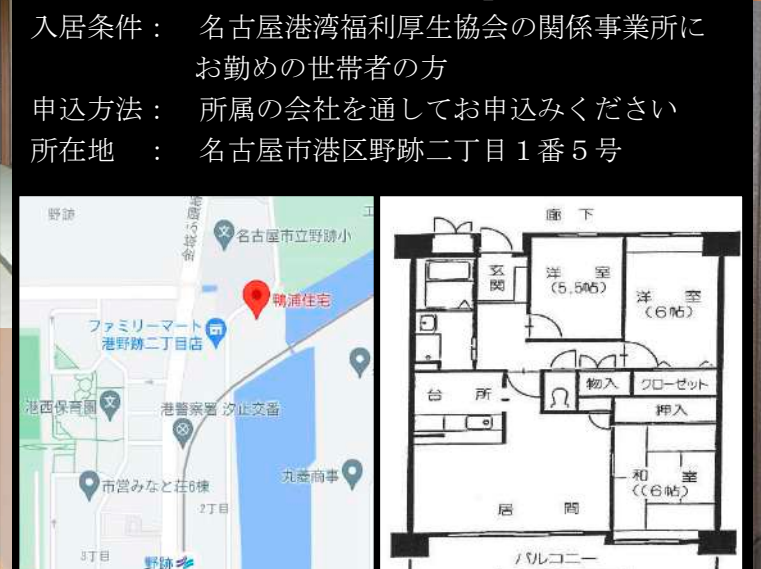 入居条件： 名古屋港湾福利厚生協会の関係事業所に
お勤めの世帯者の方
申込方法： 所属の会社を通してお申込みください
所在地 ： 名古屋市港区野跡二丁目１番５号
野跡
名古屋市立野跡小
鴨浦住宅
ファミリーマート
港野跡二丁目店
港西保育園
港警察署 汐止交番
市営みなと荘6棟
丸菱商事
2丁目
3丁目
野跡
廊 下
玄関
洋 室
(5.5帖)
洋 室
(6帖)
台 所
物入
クローゼット
押入
和 室
((6帖)
居 間
バルコニー